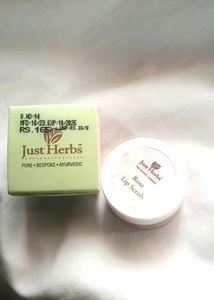 B.NO:14
MFD:10/23 EXP:10/2026
RS.165/-
Just Herbs
PURE • BESPOKE • AYURVEDIC
Just Herbs
Rose
Lip Scrub